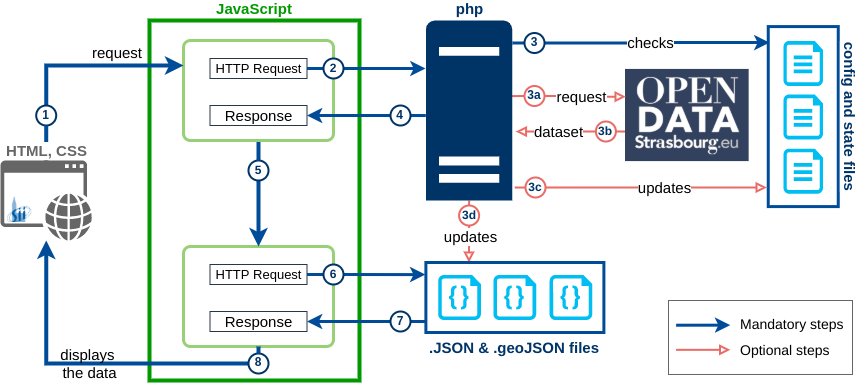 JavaScript
php
request
HTTP Request
2
3
checks
config and state files
1
3a
request
OPEN
DATA
Strasbourg.eu
Response
4
dataset
3b
HTML, CSS
5
Sii
3c
updates
3d
updates
HTTP Request
6
{ } { } { }
Response
7
.JSON & .geoJSON files
Mandatory steps
Optional steps
displays
the data
8